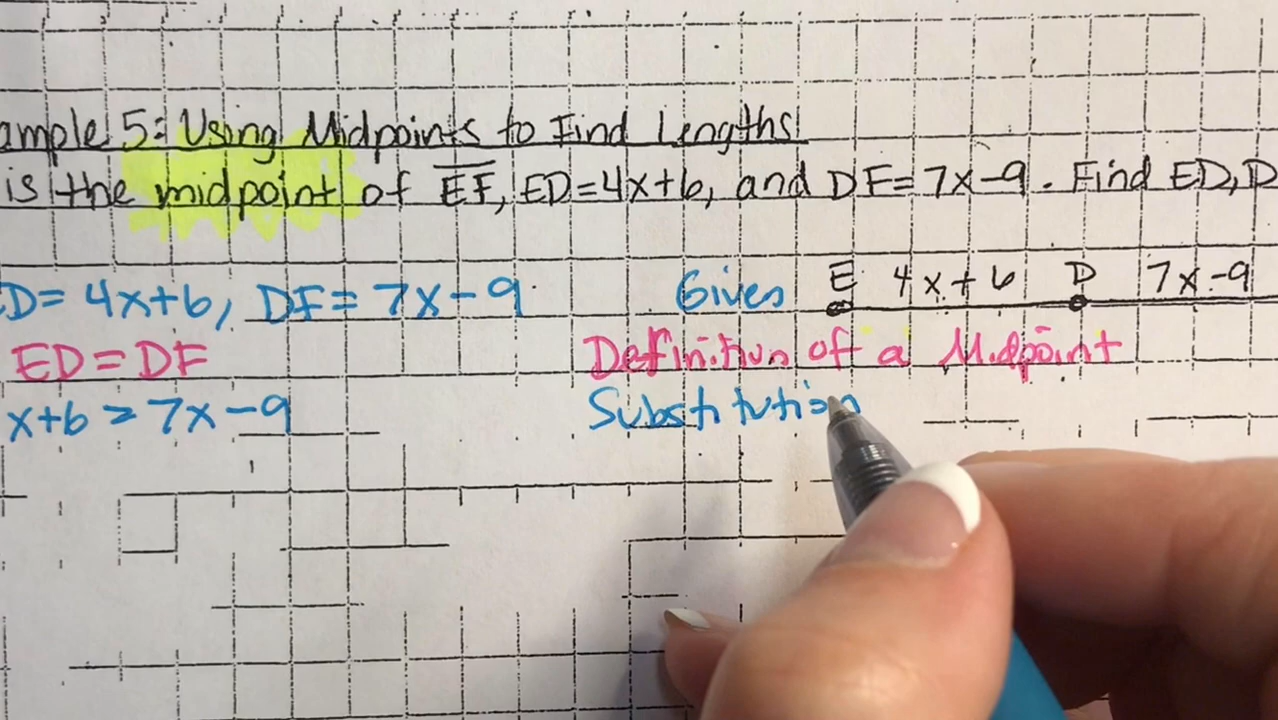 ample 5: Using Midpoints to Find Lengths
is the midpoint of EF, ED=4x+6, and DF=7x-9. Find ED, D
D= 4x+6, DF= 7x-9 Given E 4x+6 D 7x-9
ED=DF Definition of a Midpoint
x+6=7x-9 Substitution